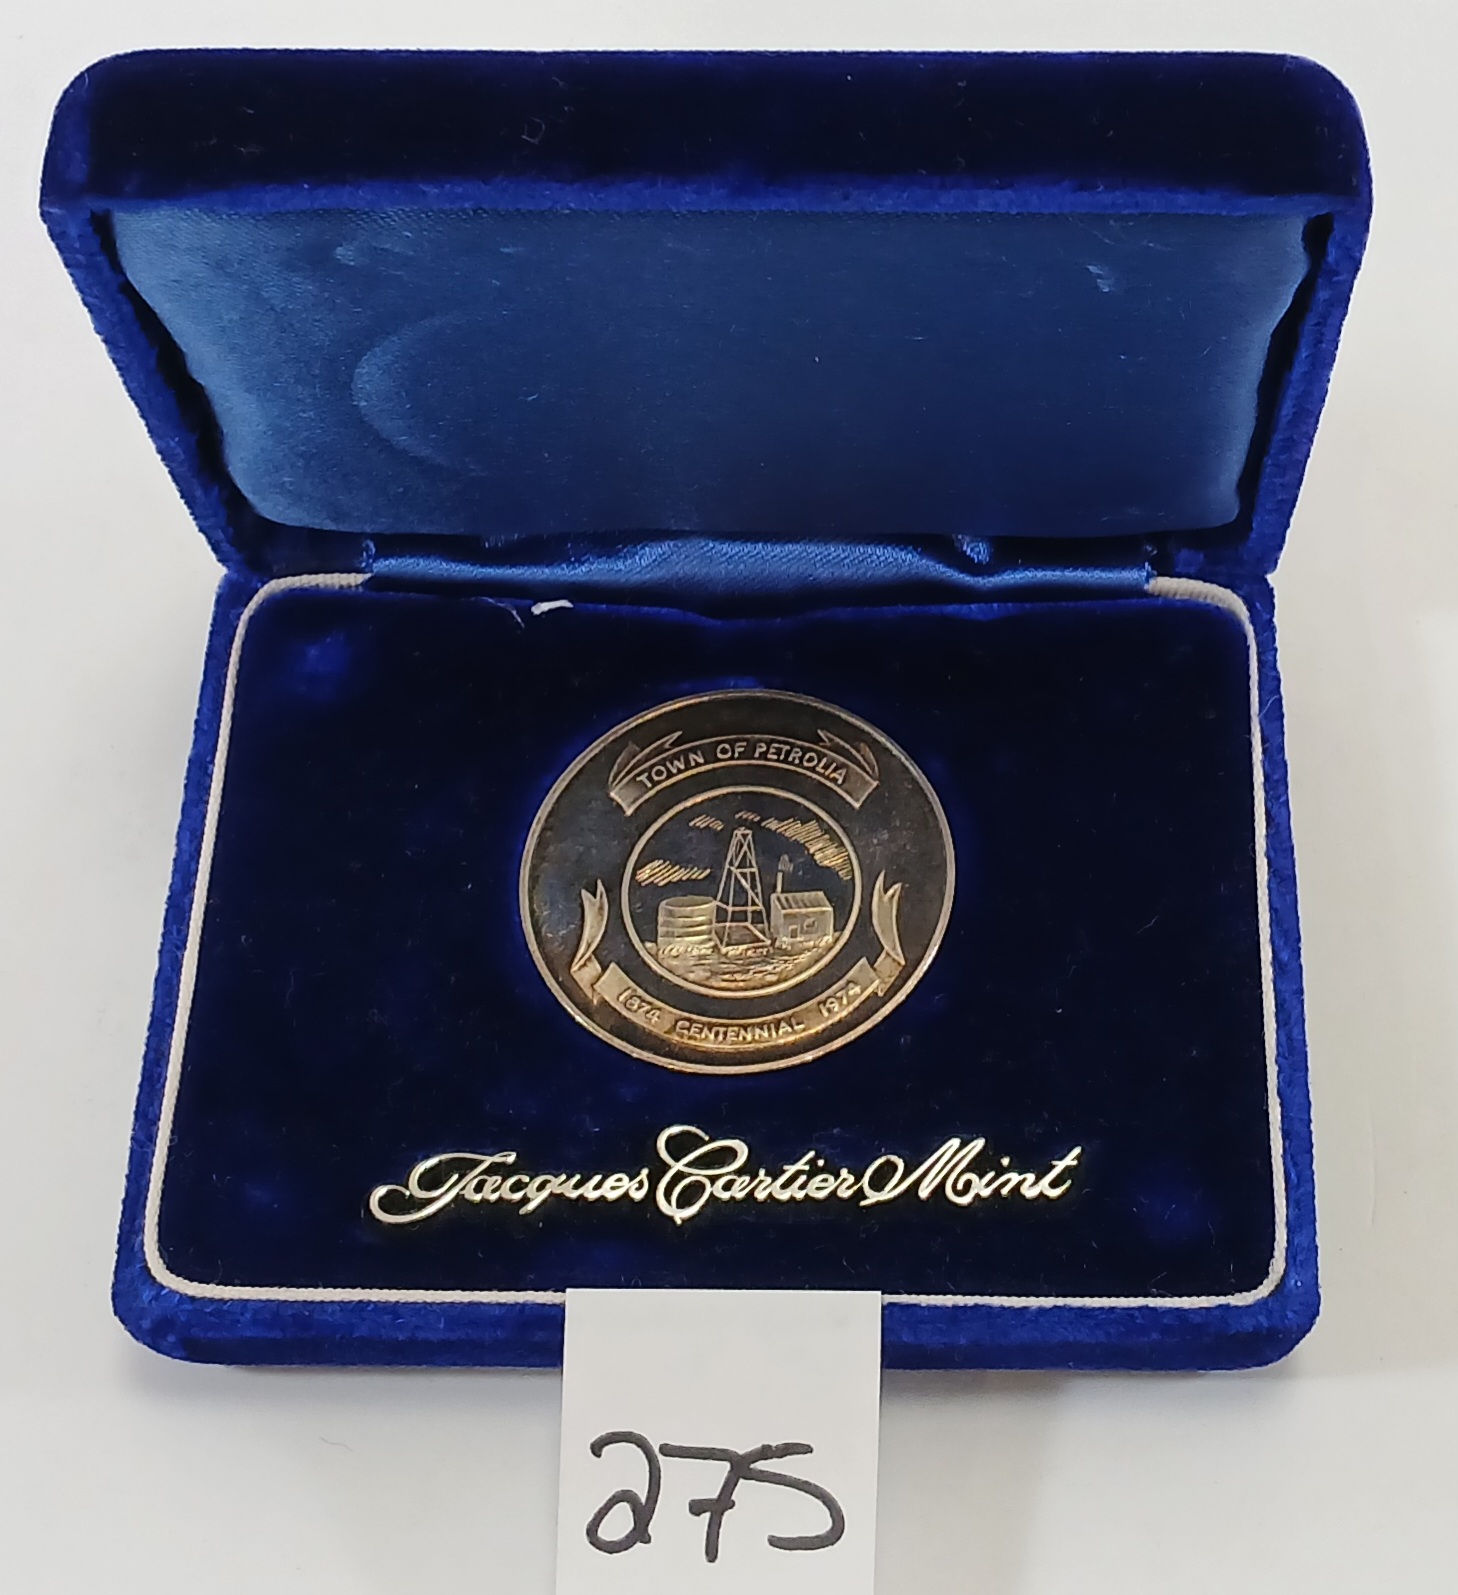 TOWN OF PETROLIA
1874 CENTENNIAL 1974
Jacques Cartier Mint
275